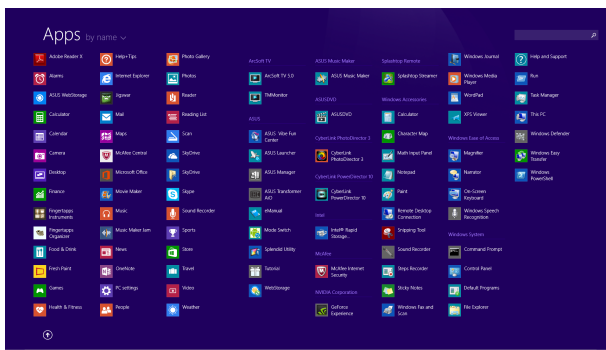 Apps by name
Adobe Reader X
Alarms
ASUS WebStorage
Calculator
Calendar
Camera
Desktop
Finance
Fingertapps
Instruments
Fingertapps
Organizer
Food & Drink
Fresh Paint
Games
Health & Fitness
Help+Tips
Internet Explorer
Jigswar
Mail
Maps
McAfee Central
Microsoft Office
Movie Maker
Music
Music Maker Jam
News
OneNote
PC settings
People
Photo Gallery
Photos
Reader
Reading List
Scan
SkyDrive
SkyDrive
Skype
Sound Recorder
Sports
Store
Travel
Video
Weather
ArcSoft TV
ArcSoft TV 5.0
TMMonitor
ASUS
ASUS Vibe Fun
Center
ASUS Launcher
ASUS Manager
ASUS Transformer
AiO
eManual
Mode Switch
Splendid Utility
Tutorial
WebStorage
ASUS Music Maker
ASUS Music Maker
ASUSDVD
ASUSDVD
CyberLink PhotoDirector 3
CyberLink
PhotoDirector 3
CyberLink PowerDirector 10
CyberLink
PowerDirector 10
Intel
Intel® Rapid
Storage...
McAfee
McAfee Internet
Security
NVIDIA Corporation
GeForce
Experience
Splashtop Remote
Splashtop Streamer
Windows Accessories
Calculator
Character Map
Math Input Panel
Notepad
Paint
Remote Desktop
Connection
Snipping Tool
Sound Recorder
Steps Recorder
Sticky Notes
Windows Fax and
Scan
Windows Journal
Windows Media
Player
WordPad
XPS Viewer
Windows Ease of Access
Magnifier
Narrator
On-Screen
Keyboard
Windows Speech
Recognition
Windows System
Command Prompt
Control Panel
Default Programs
File Explorer
Help and Support
Run
Task Manager
This PC
Windows Defender
Windows Easy
Transfer
Windows
PowerShell